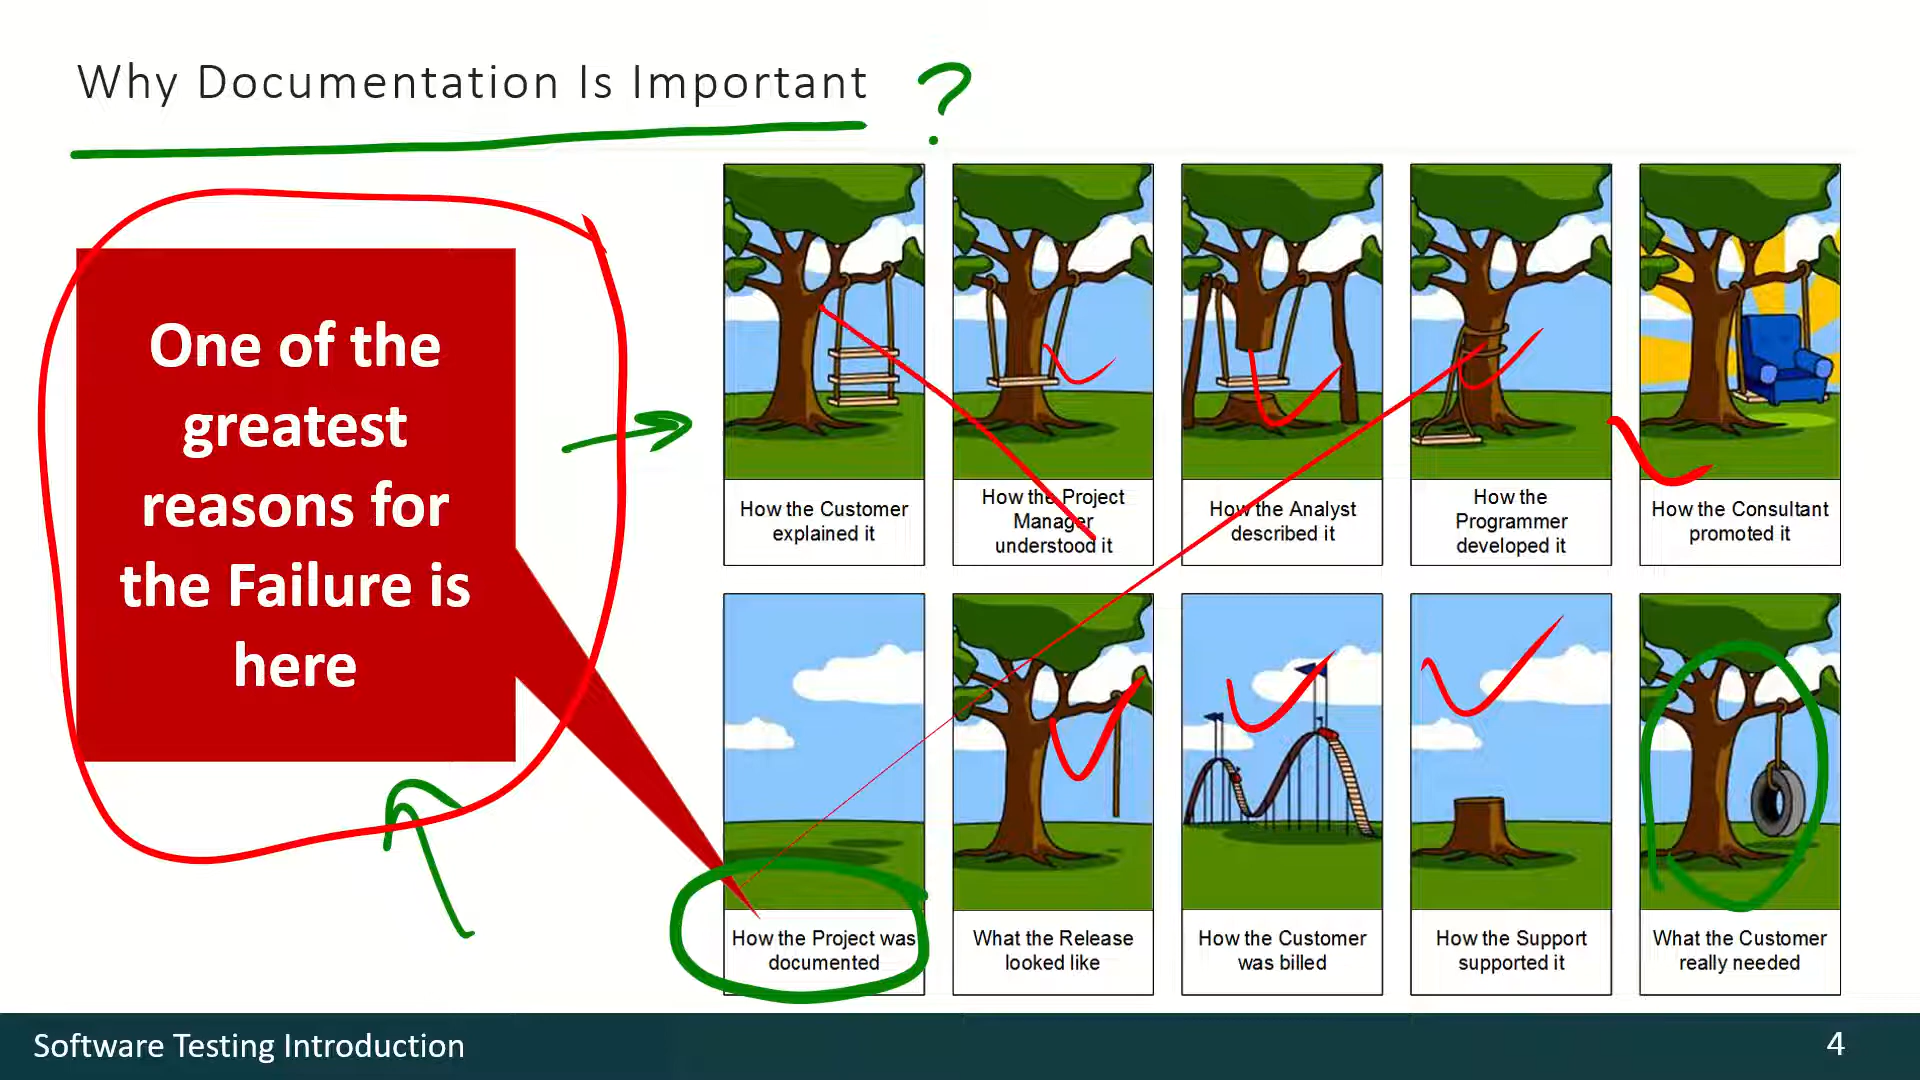 Why Documentation Is Important ?
One of the
greatest
reasons for
the Failure is
here
How the Customer
explained it
How the Project
Manager
understood it
How the Analyst
described it
How the
Programmer
developed it
How the Consultant
promoted it
How the Project was
documented
What the Release
looked like
How the Customer
was billed
How the Support
supported it
What the Customer
really needed
Software Testing Introduction
4